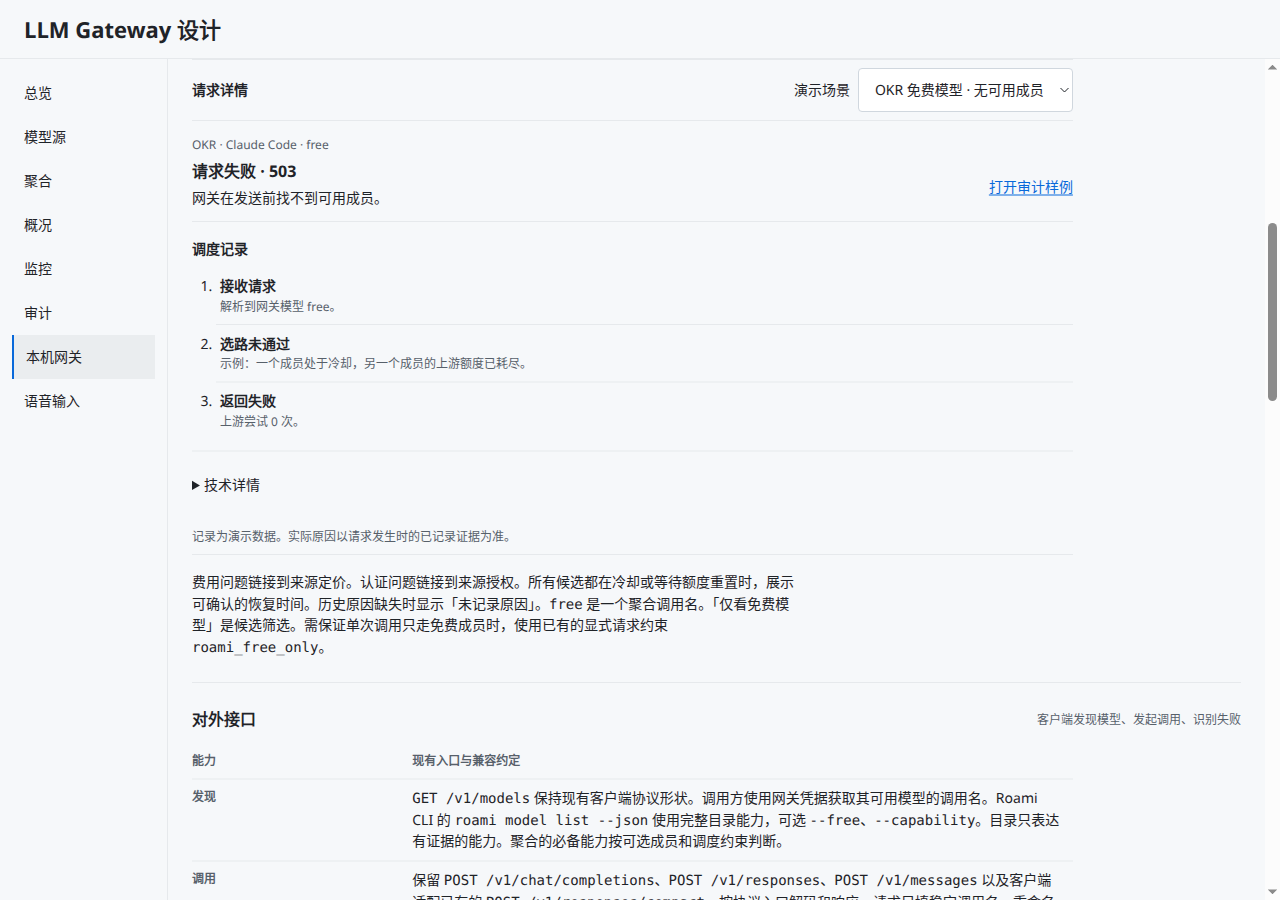 LLM Gateway 设计
总览
模型源
聚合
概况
监控
审计
本机网关
语音输入
请求详情
演示场景
OKR 免费模型 · 无可用成员
OKR · Claude Code · free
请求失败 · 503
网关在发送前找不到可用成员。
打开审计样例
调度记录
1. 接收请求
解析到网关模型 free。
2. 选路未通过
示例：一个成员处于冷却，另一个成员的上游额度已耗尽。
3. 返回失败
上游尝试 0 次。
技术详情
记录为演示数据。实际原因以请求发生时的已记录证据为准。
费用问题链接到来源定价。认证问题链接到来源授权。所有候选都在冷却或等待额度重置时，展示
可确认的恢复时间。历史原因缺失时显示「未记录原因」。free 是一个聚合调用名。「仅看免费模
型」是候选筛选。需保证单次调用只走免费成员时，使用已有的显式请求约束
roami_free_only。
对外接口
客户端发现模型、发起调用、识别失败
能力 现有入口与兼容约定
发现
GET /v1/models 保持现有客户端协议形状。调用方使用网关凭据获取其可用模型的调用名。Roami
CLI 的 roami model list --json 使用完整目录能力，可选 --free、--capability。目录只表达
有证据的能力。聚合的必备能力按可选成员和调度约束判断。
调用
保留 POST /v1/chat/completions、POST /v1/responses、POST /v1/messages 以及客户端